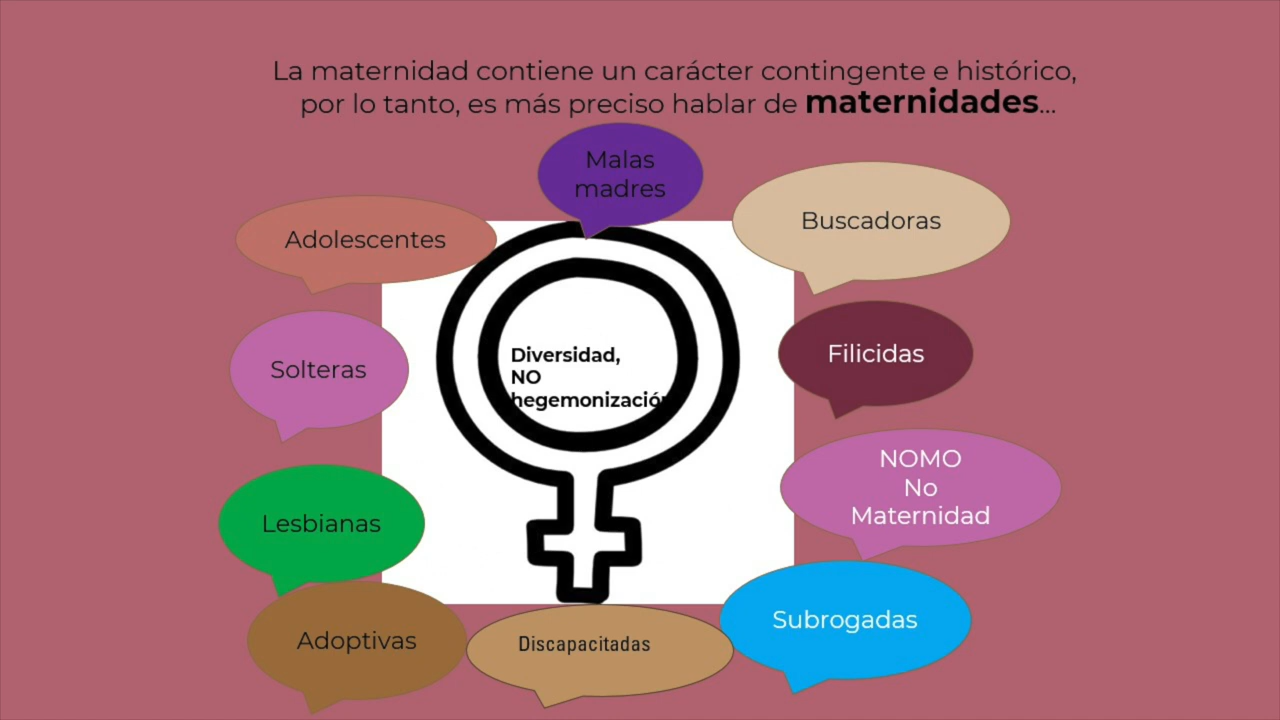 La maternidad contiene un carácter contingente e histórico,
por lo tanto, es más preciso hablar de maternidades...
Malas
madres
Buscadoras
Adolescentes
Filicidas
Solteras
Diversidad,
NO
hegemonización
NOMO
No
Maternidad
Lesbianas
Subrogadas
Adoptivas
Discapacitadas